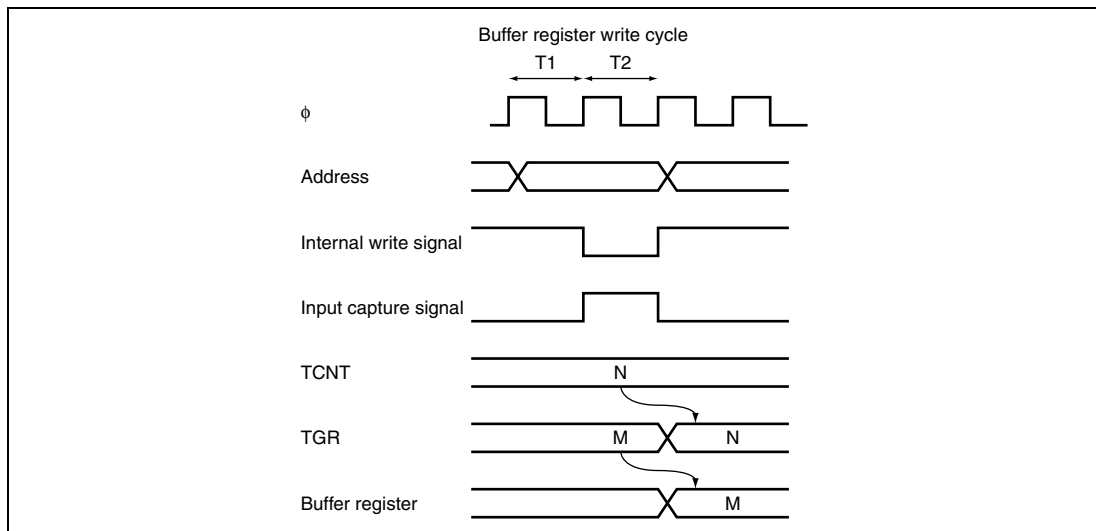 Buffer register write cycle
T1 T2
ϕ
Address
Internal write signal
Input capture signal
TCNT N
TGR M N
Buffer register M